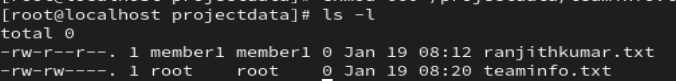 [root@localhost projectdata]# ls -l
total 0
-rw-r--r--. 1 member1 member1 0 Jan 19 08:12 ranjithkumar.txt
-rw-rw----. 1 root    root    0 Jan 19 08:20 teaminfo.txt